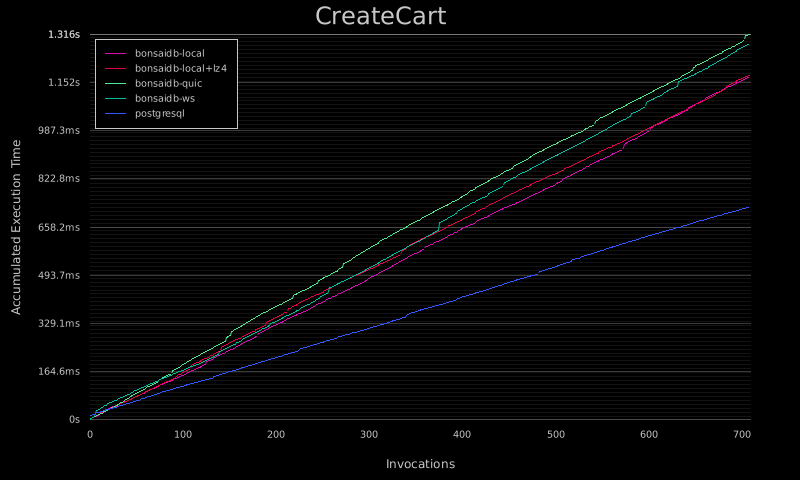 CreateCart
1.316s
1.152s
987.3ms
822.8ms
658.2ms
493.7ms
329.1ms
164.6ms
0s
bonsaidb-local
bonsaidb-local+lz4
bonsaidb-quic
bonsaidb-ws
postgresql
Accumulated Execution Time
0 100 200 300 400 500 600 700
Invocations